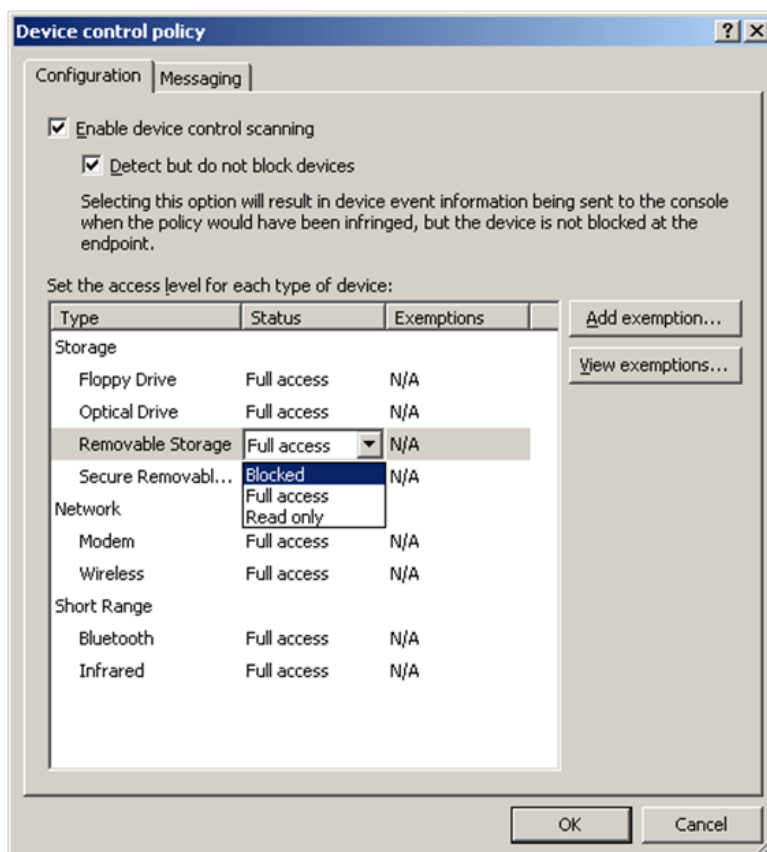 Device control policy
Configuration Messaging
Enable device control scanning
Detect but do not block devices
Selecting this option will result in device event information being sent to the console
when the policy would have been infringed, but the device is not blocked at the
endpoint.
Set the access level for each type of device:
Type Status Exemptions Add exemption...
Storage
View exemptions...
Floppy Drive Full access N/A
Optical Drive Full access N/A
Removable Storage Full access N/A
Secure Removabl... Blocked N/A
Full access
Network
Read only
Modem Full access N/A
Wireless Full access N/A
Short Range
Bluetooth Full access N/A
Infrared Full access N/A
OK Cancel